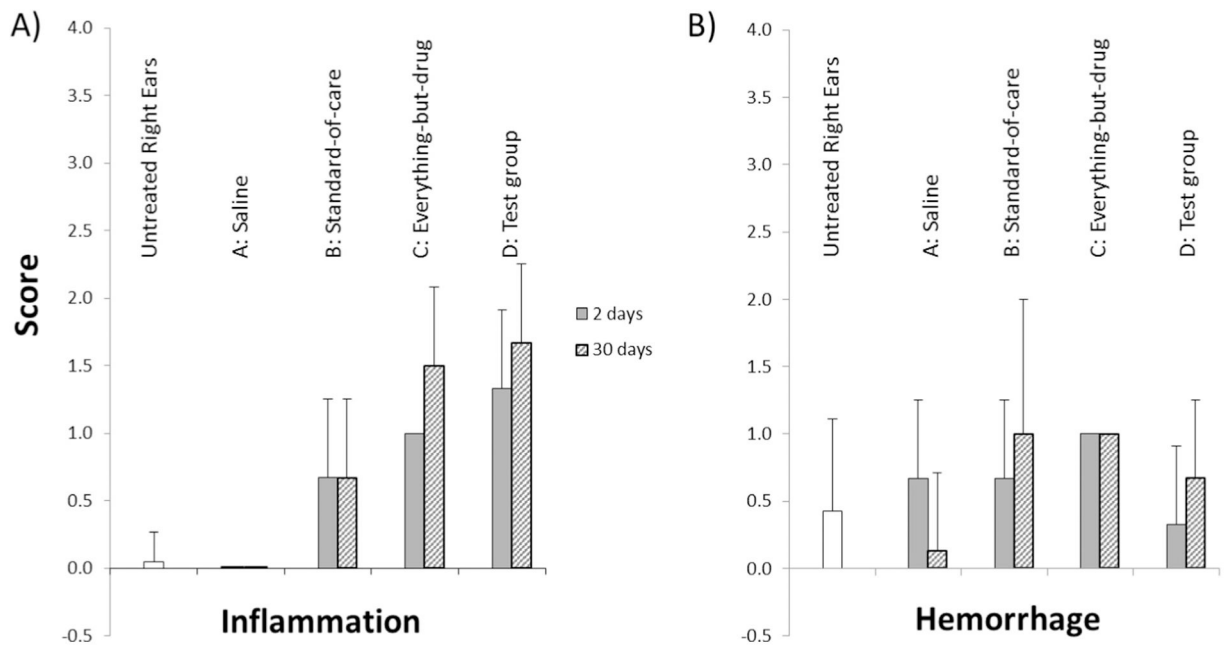 A)
4.0
3.5
3.0
2.5
2.0
1.5
1.0
0.5
0.0
-0.5
Score
Untreated Right Ears
A: Saline
B: Standard-of-care
C: Everything-but-drug
D: Test group
Inflammation
2 days
30 days
B)
4.0
3.5
3.0
2.5
2.0
1.5
1.0
0.5
0.0
-0.5
Untreated Right Ears
A: Saline
B: Standard-of-care
C: Everything-but-drug
D: Test group
Hemorrhage